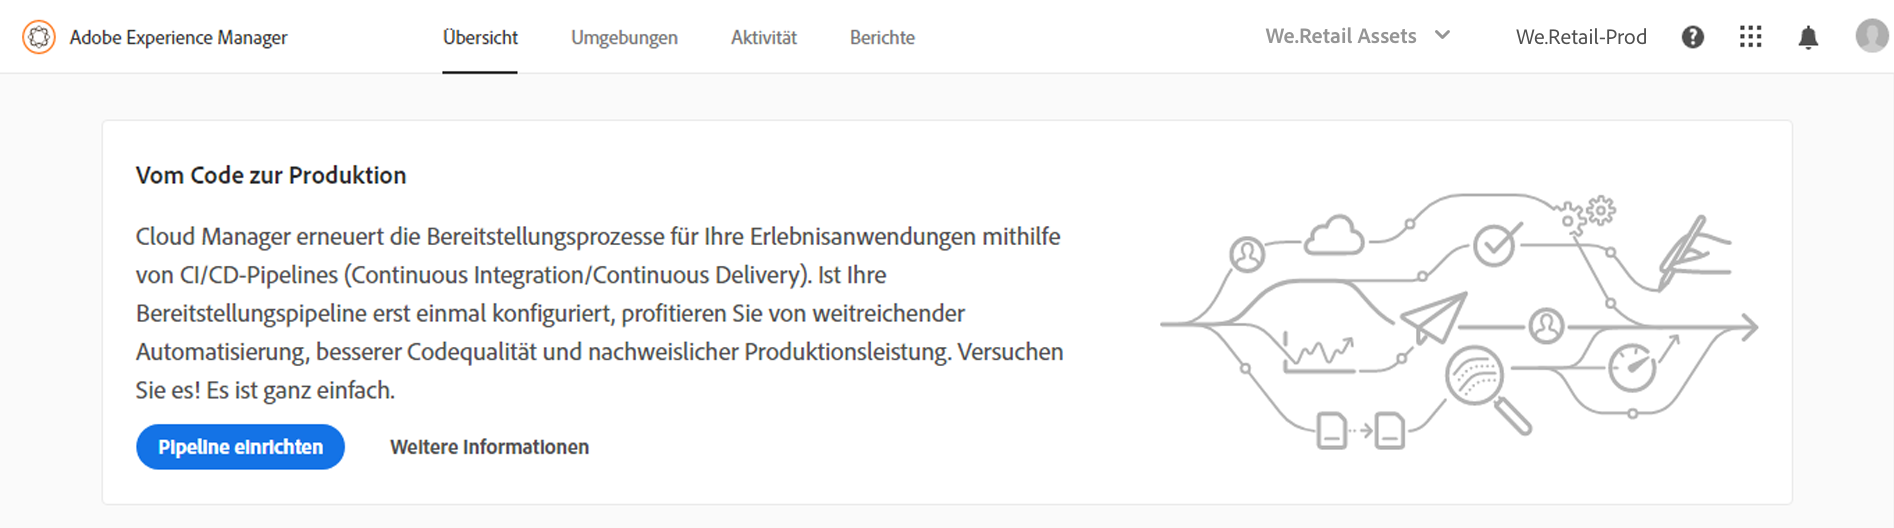 Adobe Experience Manager
Übersicht
Umgebungen
Aktivität
Berichte
We.Retail Assets
We.Retail-Prod
Vom Code zur Produktion
Cloud Manager erneuert die Bereitstellungsprozesse für Ihre Erlebnisanwendungen mithilfe
von CI/CD-Pipelines (Continuous Integration/Continuous Delivery). Ist Ihre
Bereitstellungspipeline erst einmal konfiguriert, profitieren Sie von weitreichender
Automatisierung, besserer Codequalität und nachweislicher Produktionsleistung. Versuchen
Sie es! Es ist ganz einfach.
Pipeline einrichten
Weitere Informationen